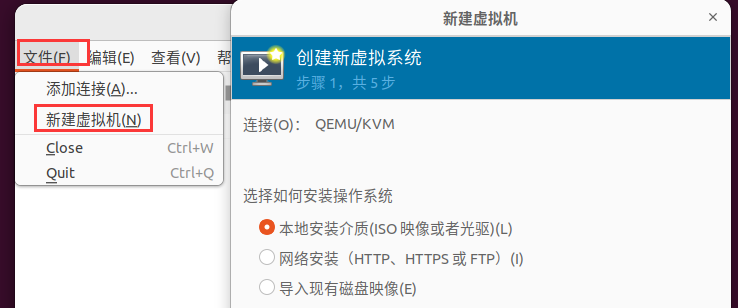 文件(F) 编辑(E) 查看(V) 帮
添加连接(A)...
新建虚拟机(N)
Close Ctrl+W
Quit Ctrl+Q
新建虚拟机 ×
创建新虚拟系统
步骤 1，共 5 步
连接(O)： QEMU/KVM
选择如何安装操作系统
本地安装介质(ISO 映像或者光驱)(L)
网络安装（HTTP、HTTPS 或 FTP）(I)
导入现有磁盘映像(E)